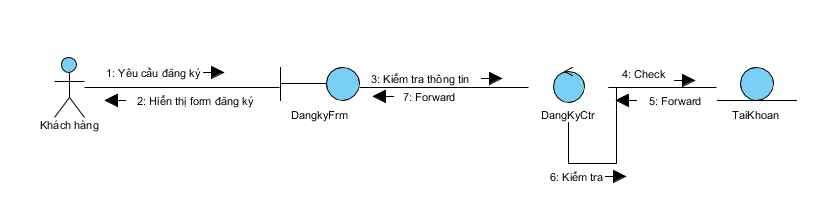 1: Yêu cầu đăng ký
2: Hiển thị form đăng ký
Khách hàng
3: Kiểm tra thông tin
7: Forward
DangkyFrm
4: Check
5: Forward
DangKyCtr
TaiKhoan
6: Kiểm tra